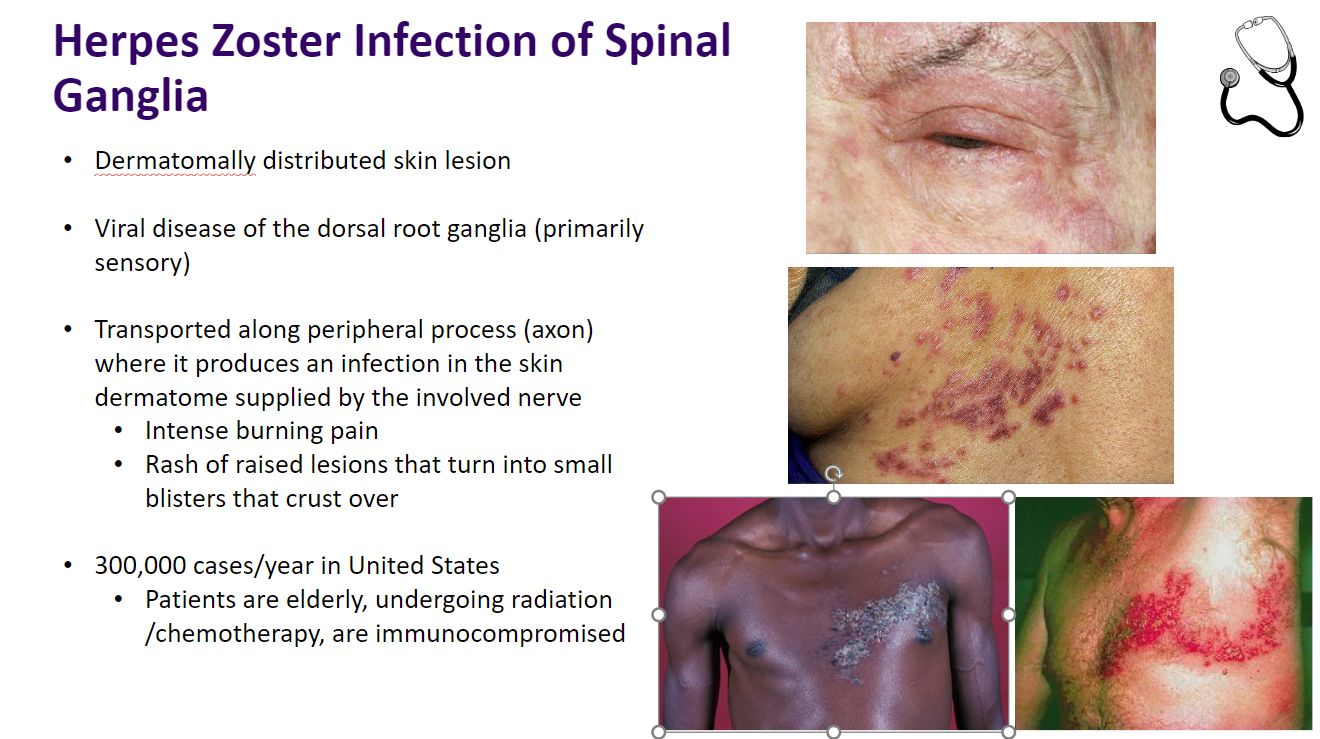 Herpes Zoster Infection of Spinal
Ganglia
• Dermatomally distributed skin lesion
• Viral disease of the dorsal root ganglia (primarily
sensory)
• Transported along peripheral process (axon)
where it produces an infection in the skin
dermatome supplied by the involved nerve
• Intense burning pain
• Rash of raised lesions that turn into small
blisters that crust over
• 300,000 cases/year in United States
• Patients are elderly, undergoing radiation
/chemotherapy, are immunocompromised